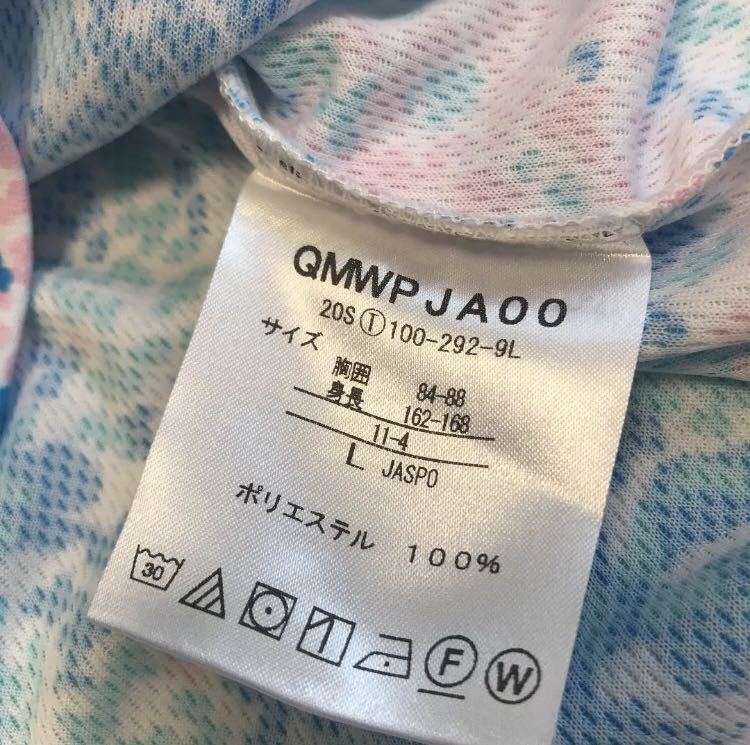 QMWPJA00
20S Ⓣ 100-292-9L
サイズ
胸囲 84-88
身長 162-168
11-4
L JASPO
ポリエステル 100%
30
F W